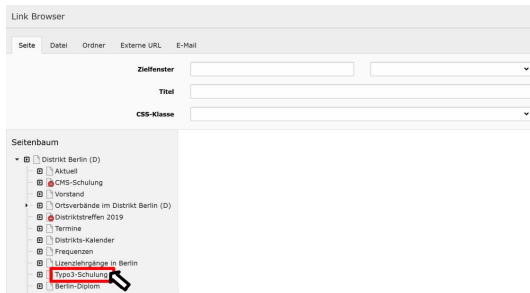 Link Browser
Seite Datei Ordner Externe URL E-Mail
Zielfenster
Titel
CSS-Klasse
Seitenbaum
Distrikt Berlin (D)
Aktuell
CMS-Schulung
Vorstand
Ortsverbände im Distrikt Berlin (D)
Distriktstreffen 2019
Termine
Distrikts-Kalender
Frequenzen
Lizenzlehrgänge in Berlin
Typo3-Schulung
Berlin-Diplom